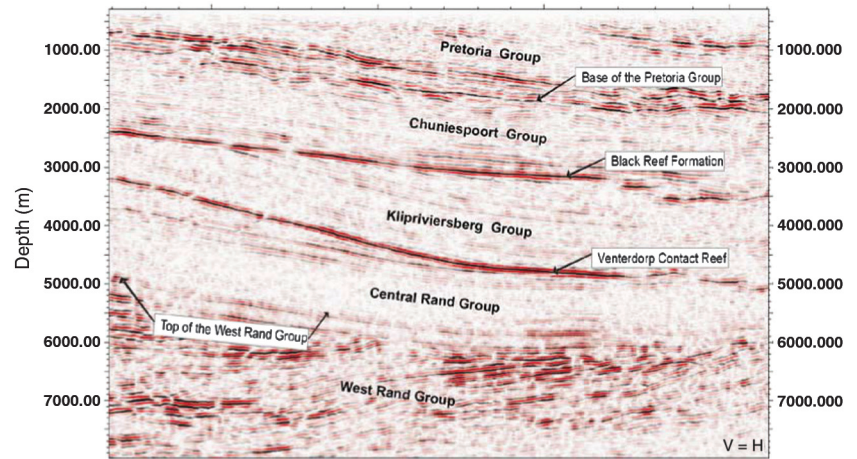 Pretoria Group
1000.00
1000.000
Base of the Pretoria Group
2000.00
2000.000
Chuniespoort Group
Black Reef Formation
3000.00
3000.000
Depth (m)
Klipriviersberg Group
4000.00
4000.000
Venterdorp Contact Reef
5000.00
5000.000
Central Rand Group
Top of the West Rand Group
6000.00
6000.000
West Rand Group
7000.00
7000.000
V = H